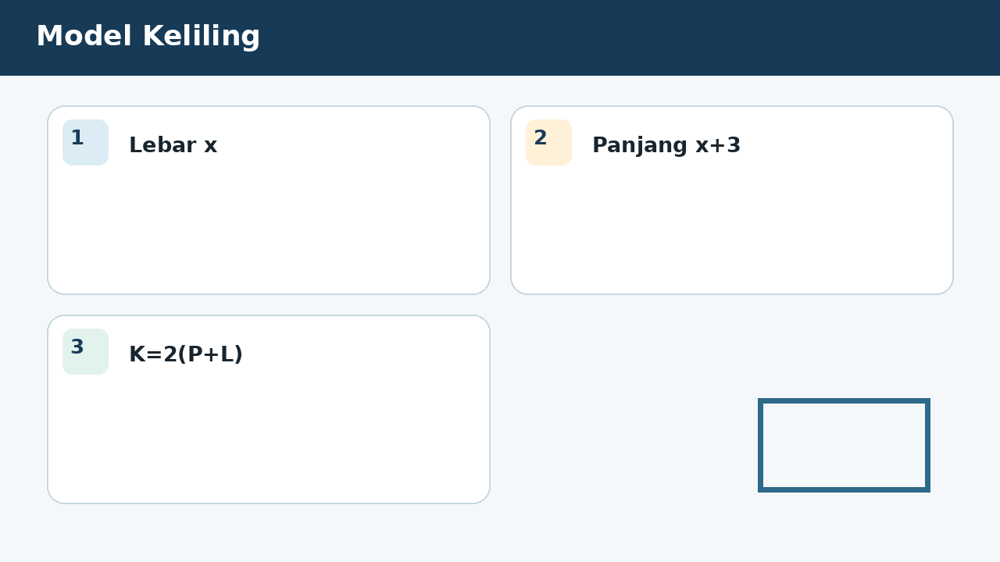 Model Keliling
1
Lebar x
2
Panjang x+3
3
K=2(P+L)